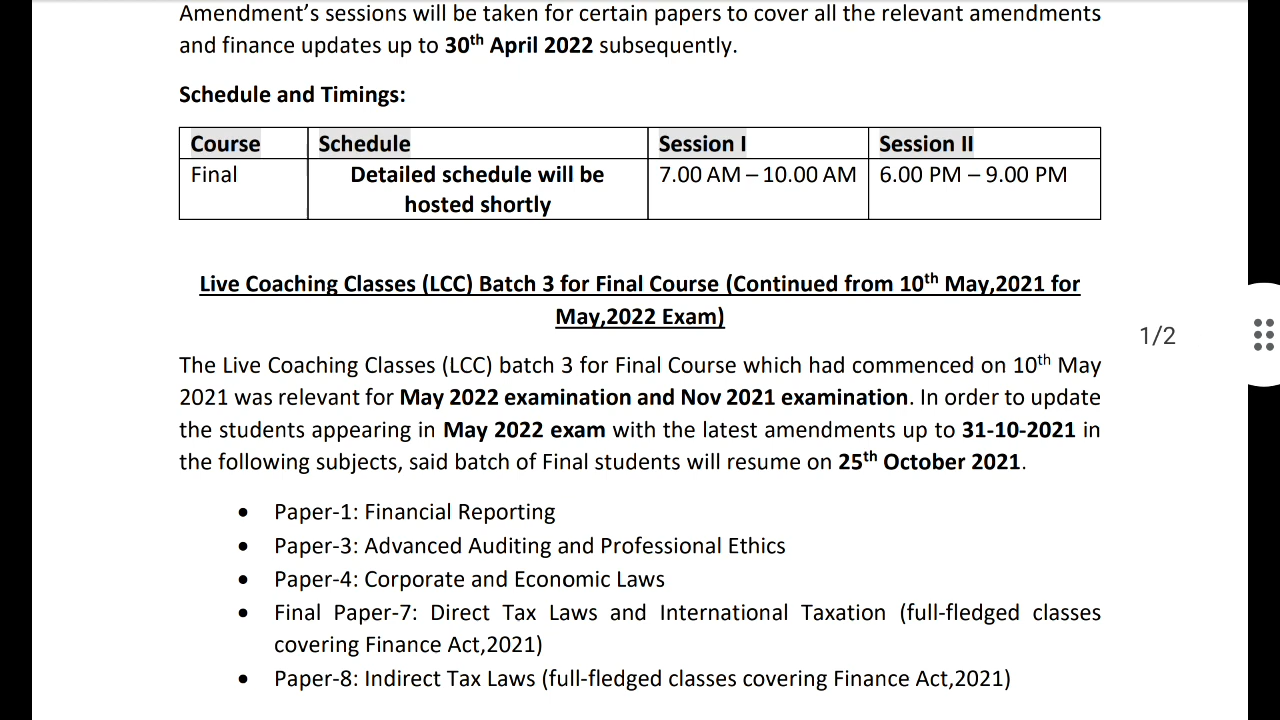 Amendment’s sessions will be taken for certain papers to cover all the relevant amendments
and finance updates up to 30th April 2022 subsequently.
Schedule and Timings:
Course Schedule Session I Session II
Final Detailed schedule will be 7.00 AM – 10.00 AM 6.00 PM – 9.00 PM
hosted shortly
Live Coaching Classes (LCC) Batch 3 for Final Course (Continued from 10th May,2021 for
May,2022 Exam)
1/2
The Live Coaching Classes (LCC) batch 3 for Final Course which had commenced on 10th May
2021 was relevant for May 2022 examination and Nov 2021 examination. In order to update
the students appearing in May 2022 exam with the latest amendments up to 31-10-2021 in
the following subjects, said batch of Final students will resume on 25th October 2021.
• Paper-1: Financial Reporting
• Paper-3: Advanced Auditing and Professional Ethics
• Paper-4: Corporate and Economic Laws
• Final Paper-7: Direct Tax Laws and International Taxation (full-fledged classes
covering Finance Act,2021)
• Paper-8: Indirect Tax Laws (full-fledged classes covering Finance Act,2021)